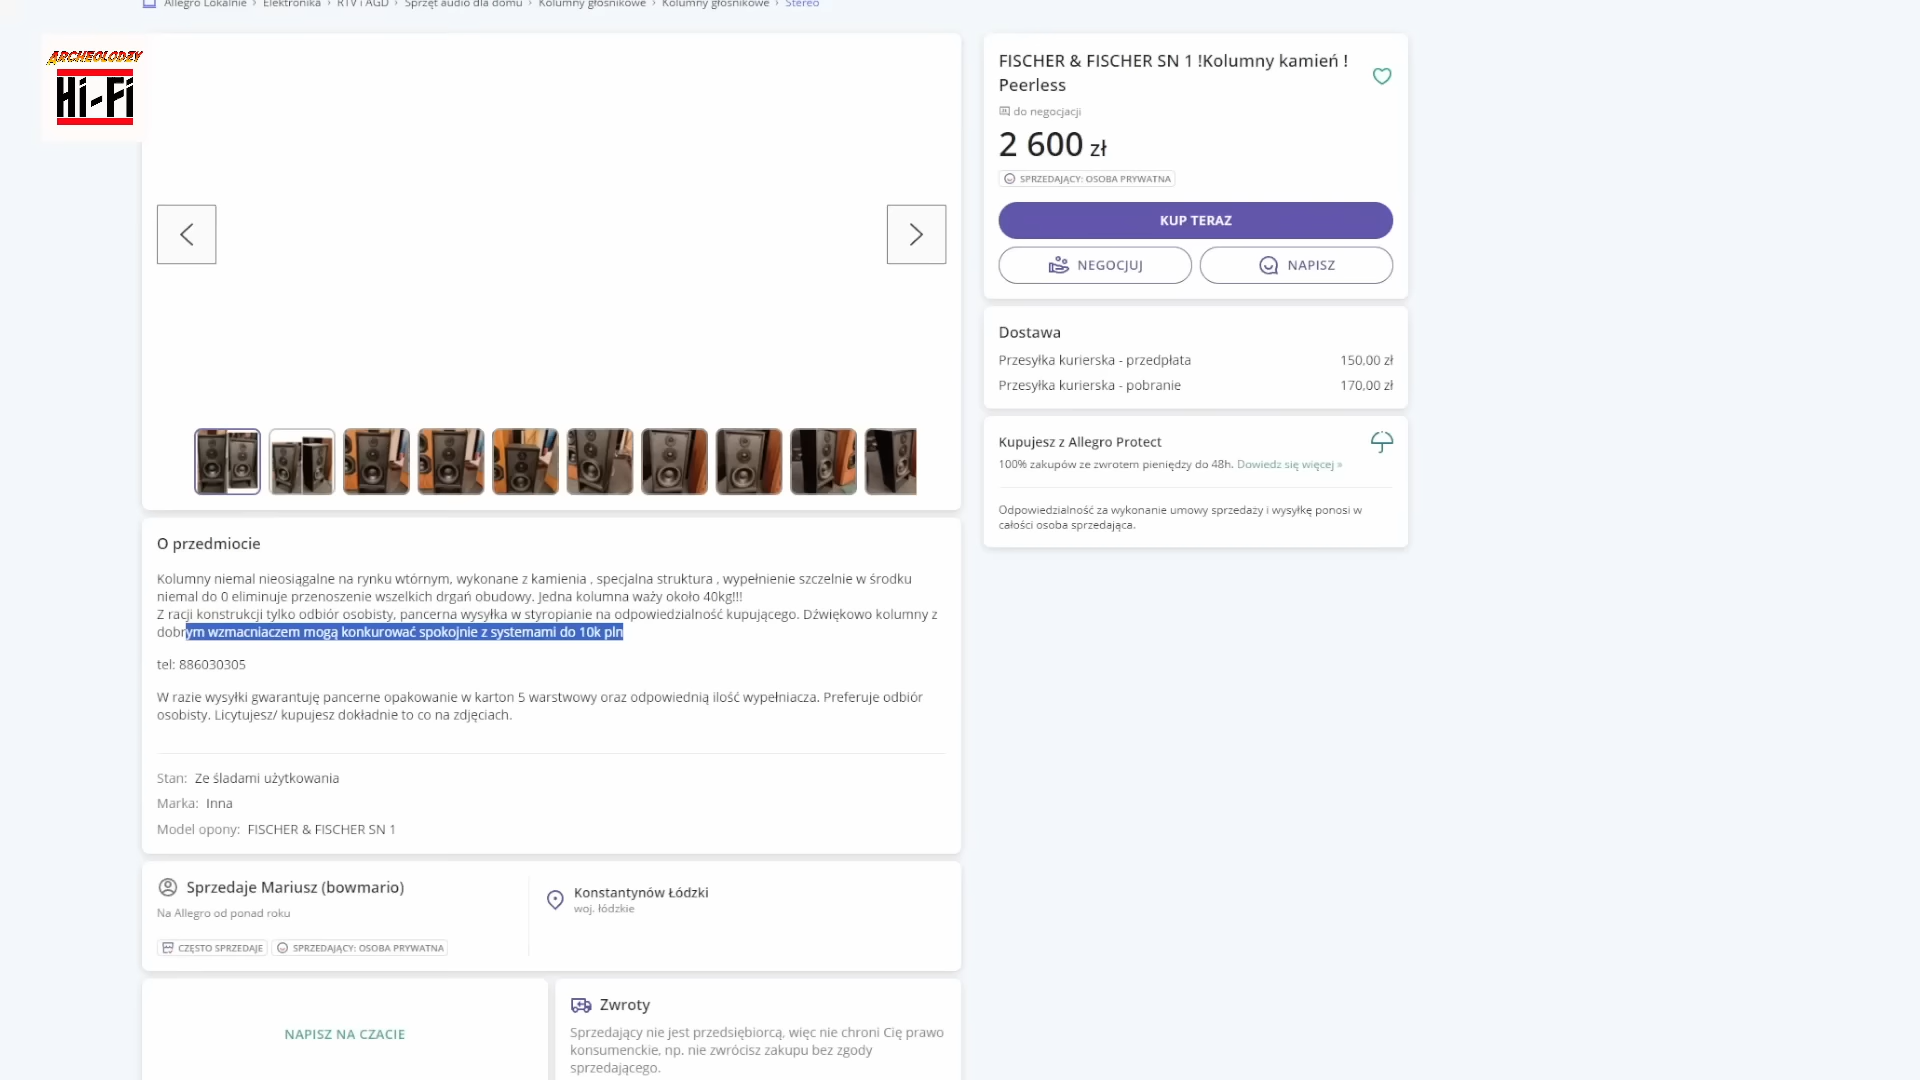 Allegro Lokalnie › Elektronika › RTV i AGD › Sprzęt audio dla domu › Kolumny głośnikowe › Kolumny głośnikowe › Stereo
ARCHEOLODZY
Hi-Fi
FISCHER & FISCHER SN 1 !Kolumny kamień !
Peerless
do negocjacji
2 600 zł
SPRZEDAJĄCY: OSOBA PRYWATNA
KUP TERAZ
NEGOCJUJ
NAPISZ
Dostawa
Przesyłka kurierska - przedpłata 150,00 zł
Przesyłka kurierska - pobranie 170,00 zł
Kupujesz z Allegro Protect
100% zakupów ze zwrotem pieniędzy do 48h. Dowiedz się więcej »
Odpowiedzialność za wykonanie umowy sprzedaży i wysyłkę ponosi w
całości osoba sprzedająca.
O przedmiocie
Kolumny niemal nieosiągalne na rynku wtórnym, wykonane z kamienia , specjalna struktura , wypełnienie szczelnie w środku
niemal do 0 eliminuje przenoszenie wszelkich drgań obudowy. Jedna kolumna waży około 40kg!!!
Z racji konstrukcji tylko odbiór osobisty, pancerna wysyłka w styropianie na odpowiedzialność kupującego. Dźwiękowo kolumny z
dobrym wzmacniaczem mogą konkurować spokojnie z systemami do 10k pln
tel: 886030305
W razie wysyłki gwarantuję pancerne opakowanie w karton 5 warstwowy oraz odpowiednią ilość wypełniacza. Preferuje odbiór
osobisty. Licytujesz/ kupujesz dokładnie to co na zdjęciach.
Stan: Ze śladami użytkowania
Marka: Inna
Model opony: FISCHER & FISCHER SN 1
Sprzedaje Mariusz (bowmario)
Na Allegro od ponad roku
CZĘSTO SPRZEDAJE
SPRZEDAJĄCY: OSOBA PRYWATNA
Konstantynów Łódzki
woj. łódzkie
NAPISZ NA CZACIE
Zwroty
Sprzedający nie jest przedsiębiorcą, więc nie chroni Cię prawo
konsumenckie, np. nie zwrócisz zakupu bez zgody
sprzedającego.